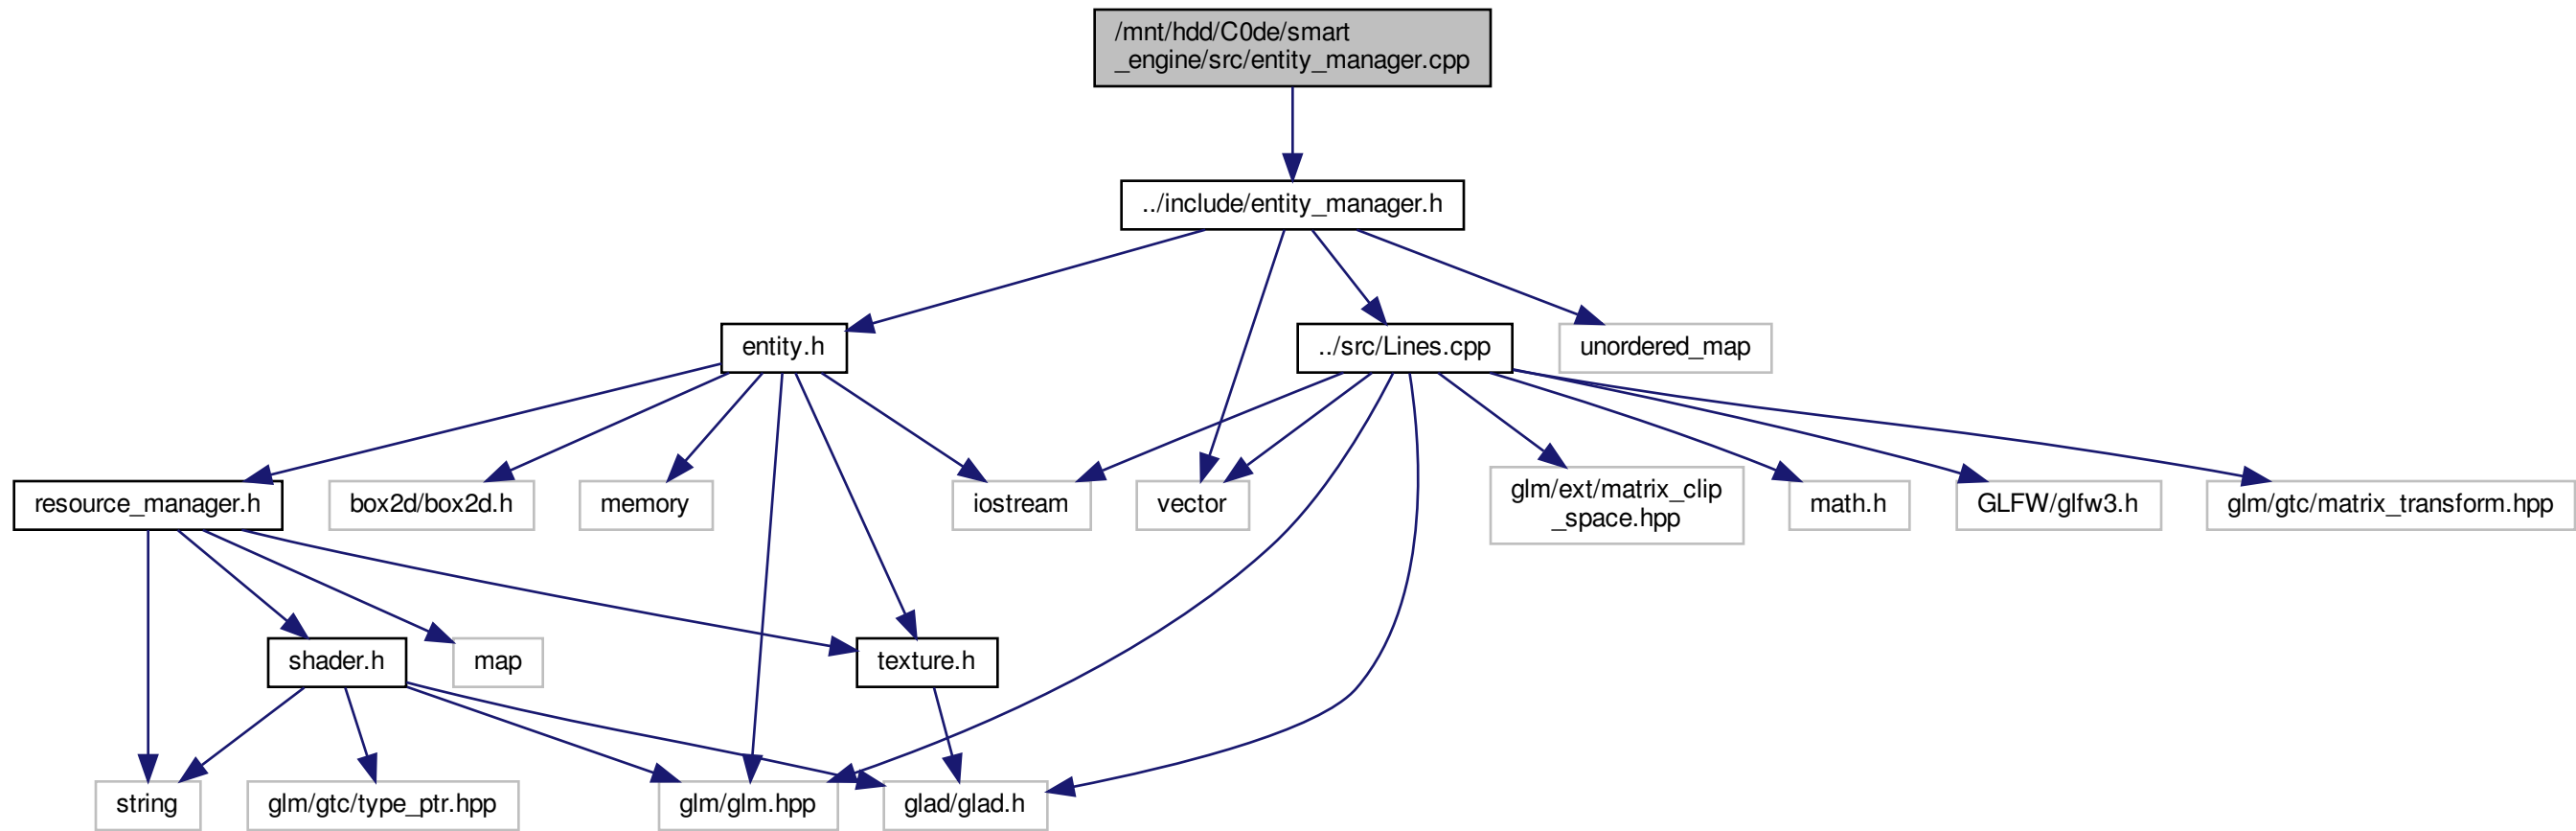 /mnt/hdd/C0de/smart
_engine/src/entity_manager.cpp
../include/entity_manager.h
entity.h
../src/Lines.cpp
unordered_map
resource_manager.h
box2d/box2d.h
memory
iostream
vector
glm/ext/matrix_clip
_space.hpp
math.h
GLFW/glfw3.h
glm/gtc/matrix_transform.hpp
shader.h
map
texture.h
string
glm/gtc/type_ptr.hpp
glm/glm.hpp
glad/glad.h